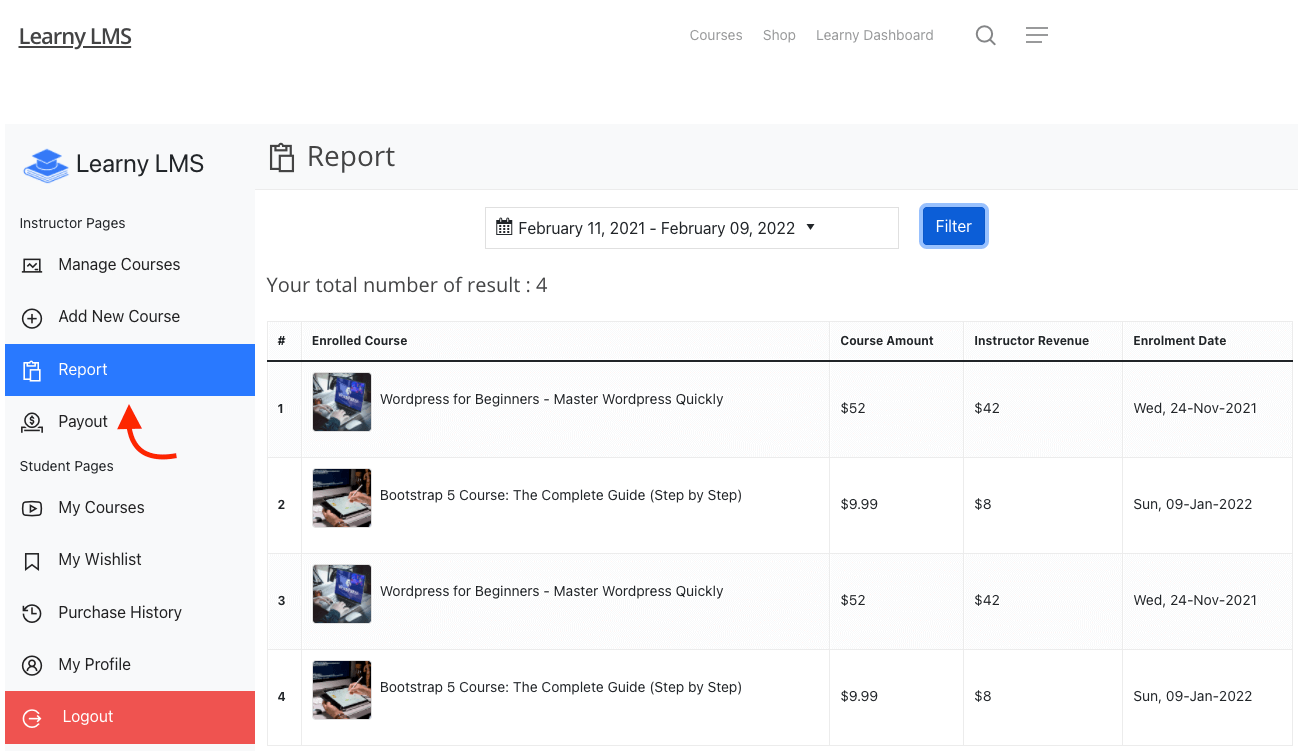 Learny LMS
Courses Shop Learny Dashboard
Learny LMS
Instructor Pages
Manage Courses
Add New Course
Report
Payout
Student Pages
My Courses
My Wishlist
Purchase History
My Profile
Logout
Report
February 11, 2021 - February 09, 2022
Filter
Your total number of result : 4
# Enrolled Course Course Amount Instructor Revenue Enrolment Date
1 Wordpress for Beginners - Master Wordpress Quickly $52 $42 Wed, 24-Nov-2021
2 Bootstrap 5 Course: The Complete Guide (Step by Step) $9.99 $8 Sun, 09-Jan-2022
3 Wordpress for Beginners - Master Wordpress Quickly $52 $42 Wed, 24-Nov-2021
4 Bootstrap 5 Course: The Complete Guide (Step by Step) $9.99 $8 Sun, 09-Jan-2022